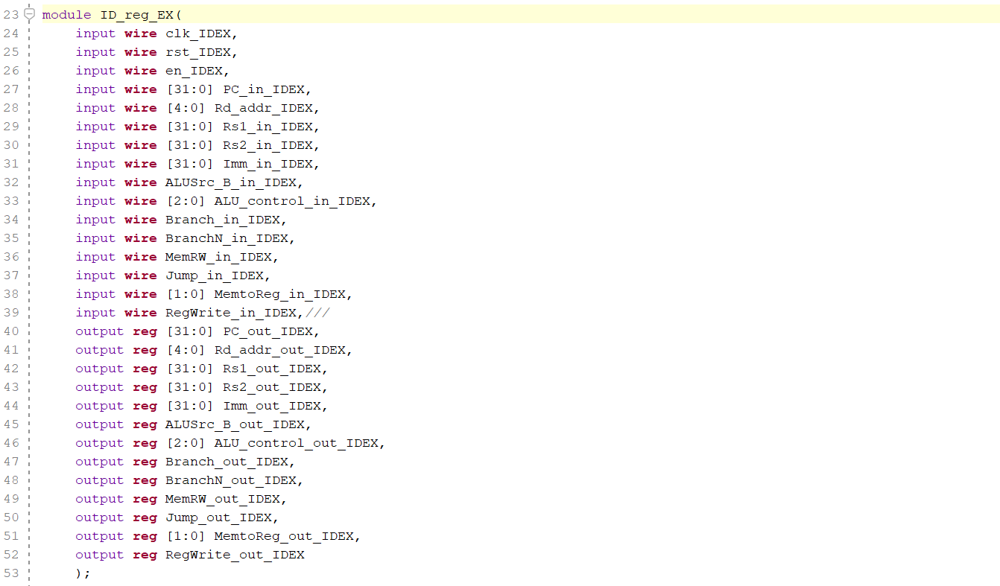 23 module ID_reg_EX(
24 input wire clk_IDEX,
25 input wire rst_IDEX,
26 input wire en_IDEX,
27 input wire [31:0] PC_in_IDEX,
28 input wire [4:0] Rd_addr_IDEX,
29 input wire [31:0] Rs1_in_IDEX,
30 input wire [31:0] Rs2_in_IDEX,
31 input wire [31:0] Imm_in_IDEX,
32 input wire ALUSrc_B_in_IDEX,
33 input wire [2:0] ALU_control_in_IDEX,
34 input wire Branch_in_IDEX,
35 input wire BranchN_in_IDEX,
36 input wire MemRW_in_IDEX,
37 input wire Jump_in_IDEX,
38 input wire [1:0] MemtoReg_in_IDEX,
39 input wire RegWrite_in_IDEX,///
40 output reg [31:0] PC_out_IDEX,
41 output reg [4:0] Rd_addr_out_IDEX,
42 output reg [31:0] Rs1_out_IDEX,
43 output reg [31:0] Rs2_out_IDEX,
44 output reg [31:0] Imm_out_IDEX,
45 output reg ALUSrc_B_out_IDEX,
46 output reg [2:0] ALU_control_out_IDEX,
47 output reg Branch_out_IDEX,
48 output reg BranchN_out_IDEX,
49 output reg MemRW_out_IDEX,
50 output reg Jump_out_IDEX,
51 output reg [1:0] MemtoReg_out_IDEX,
52 output reg RegWrite_out_IDEX
53 );